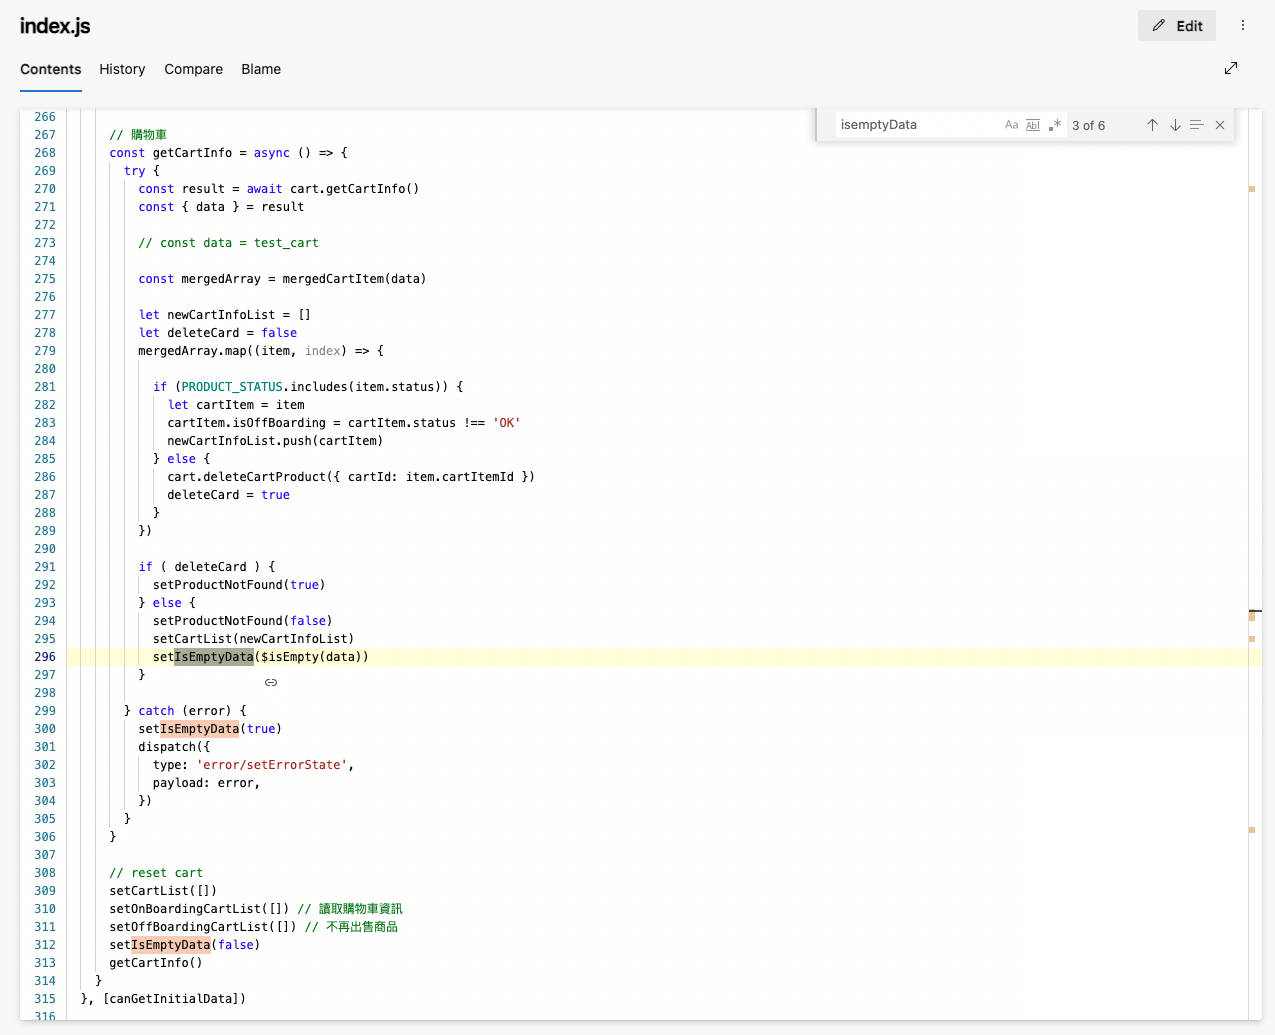 index.js
Edit
Contents History Compare Blame
isemptyData Aa Abl .* 3 of 6
266
267 // 購物車
268 const getCartInfo = async () => {
269 try {
270 const result = await cart.getCartInfo()
271 const { data } = result
272
273 // const data = test_cart
274
275 const mergedArray = mergedCartItem(data)
276
277 let newCartInfoList = []
278 let deleteCard = false
279 mergedArray.map((item, index) => {
280
281 if (PRODUCT_STATUS.includes(item.status)) {
282 let cartItem = item
283 cartItem.isOffBoarding = cartItem.status !== 'OK'
284 newCartInfoList.push(cartItem)
285 } else {
286 cart.deleteCartProduct({ cartId: item.cartItemId })
287 deleteCard = true
288 }
289 })
290
291 if ( deleteCard ) {
292 setProductNotFound(true)
293 } else {
294 setProductNotFound(false)
295 setCartList(newCartInfoList)
296 setIsEmptyData($isEmpty(data))
297 }
298
299 } catch (error) {
300 setIsEmptyData(true)
301 dispatch({
302 type: 'error/setErrorState',
303 payload: error,
304 })
305 }
306 }
307
308 // reset cart
309 setCartList([])
310 setOnBoardingCartList([]) // 讀取購物車資訊
311 setOffBoardingCartList([]) // 不再出售商品
312 setIsEmptyData(false)
313 getCartInfo()
314 }
315 }, [canGetInitialData])
316